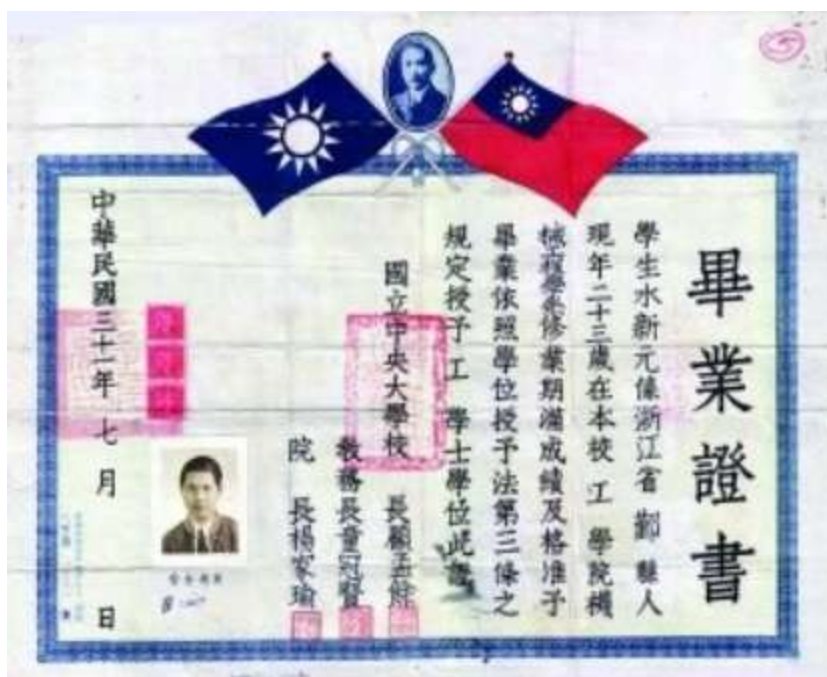 畢業證書
學生水新元係浙江省鄞縣人
現年二十三歲在本校工學院機
械工程學系修業期滿成績及格准予
畢業依照學位授予法第三條之
規定授予工學士學位此證
國立中央大學校長顧孟餘
教務長童冠賢
院長楊家瑜
中華民國三十一年七月日